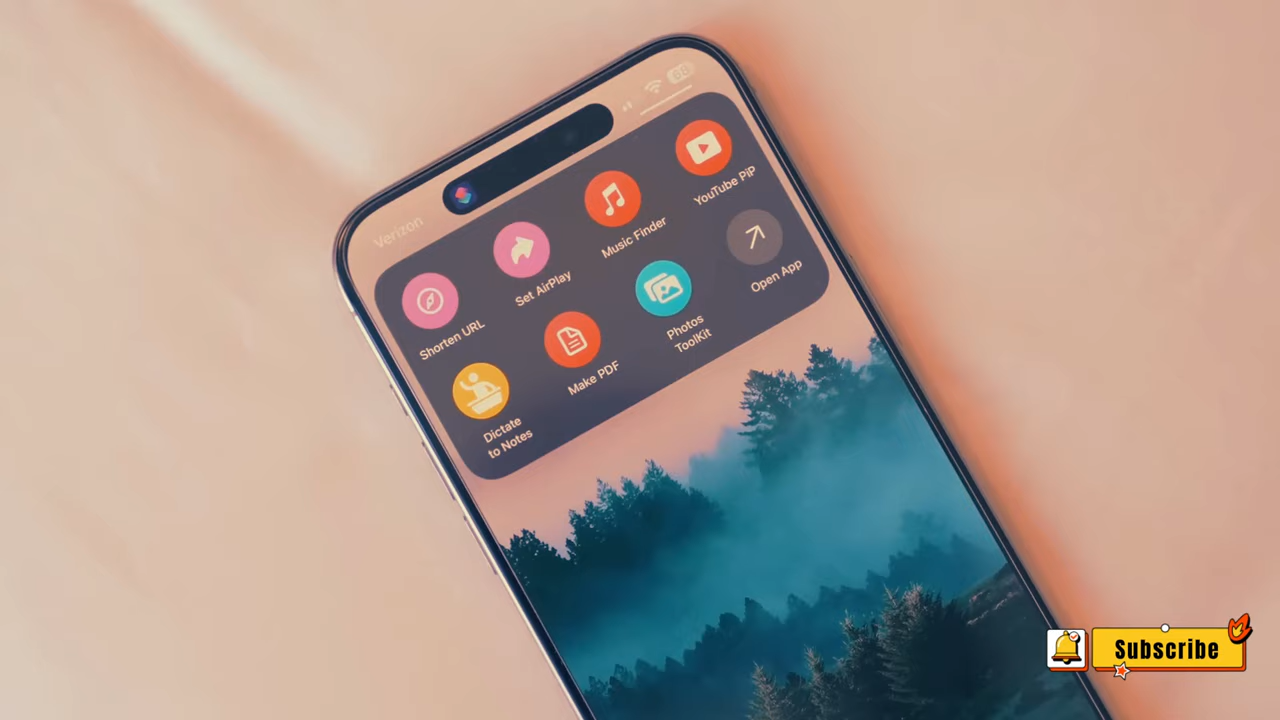 Verizon
68
Shorten URL
Set AirPlay
Music Finder
YouTube PiP
Dictate
to Notes
Make PDF
Photos
ToolKit
Open App
Subscribe